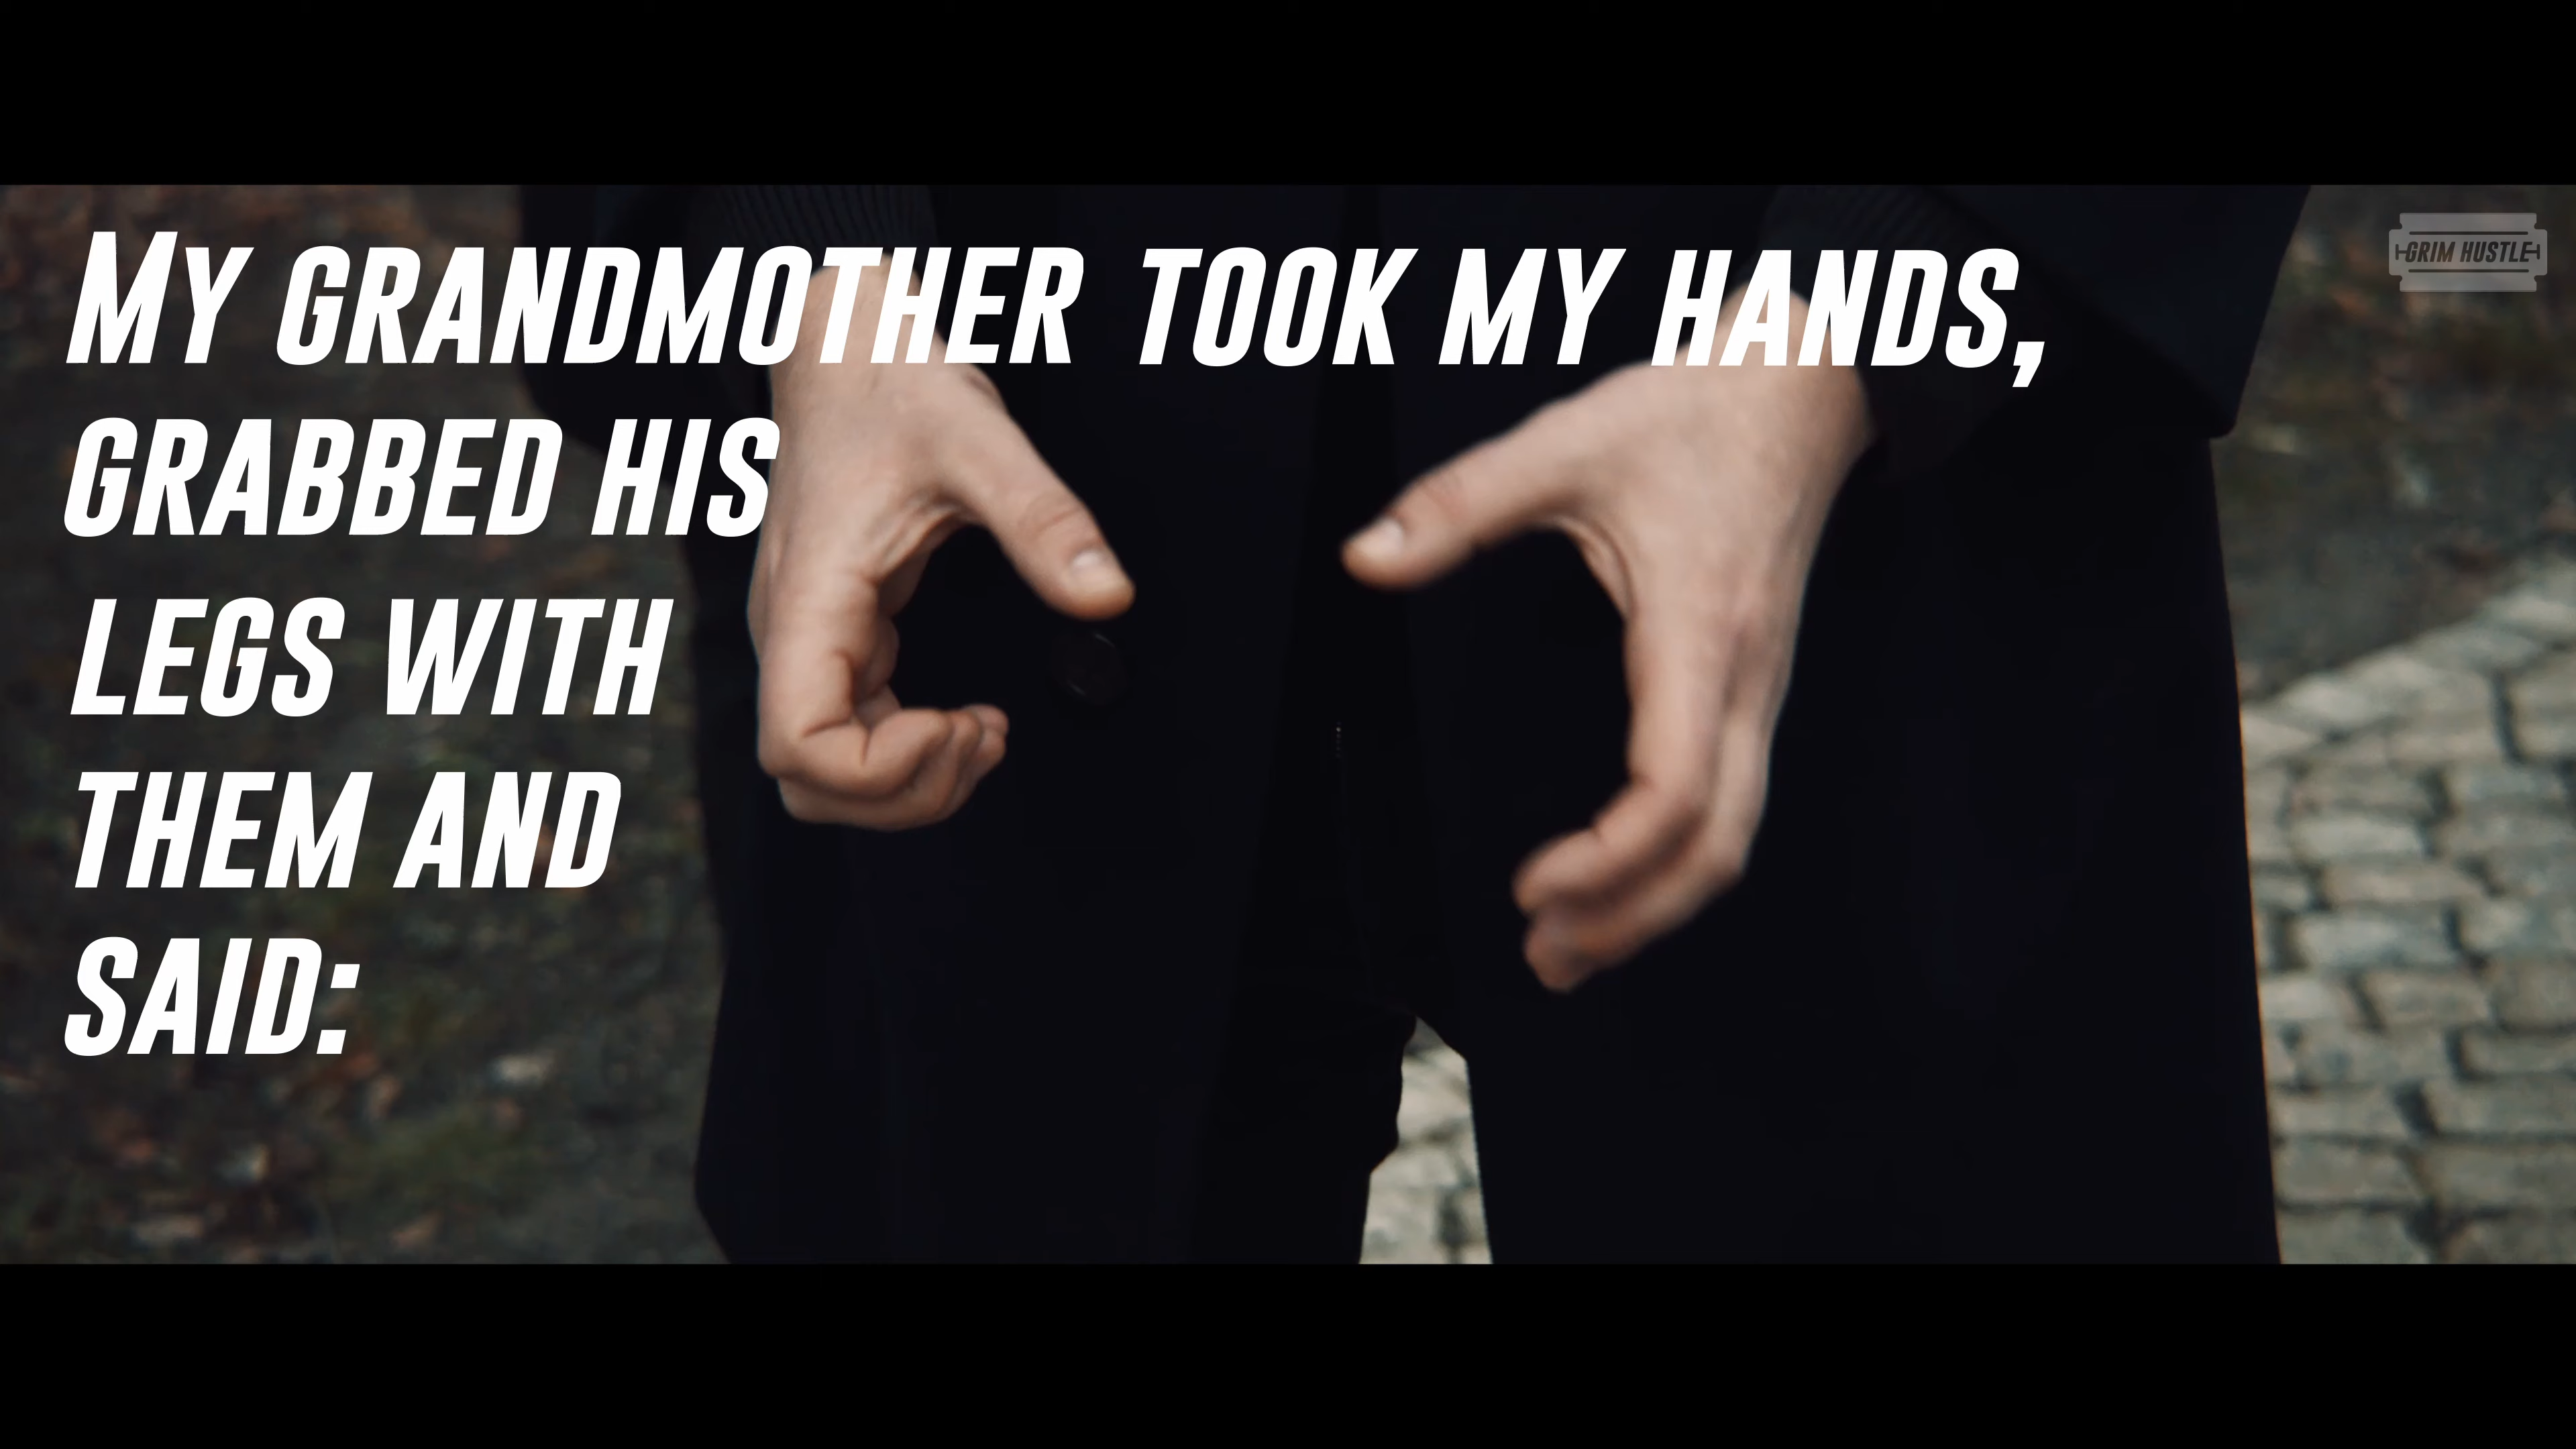 My grandmother took my hands,
grabbed his
legs with
them and
said:
GRIM HUSTLE